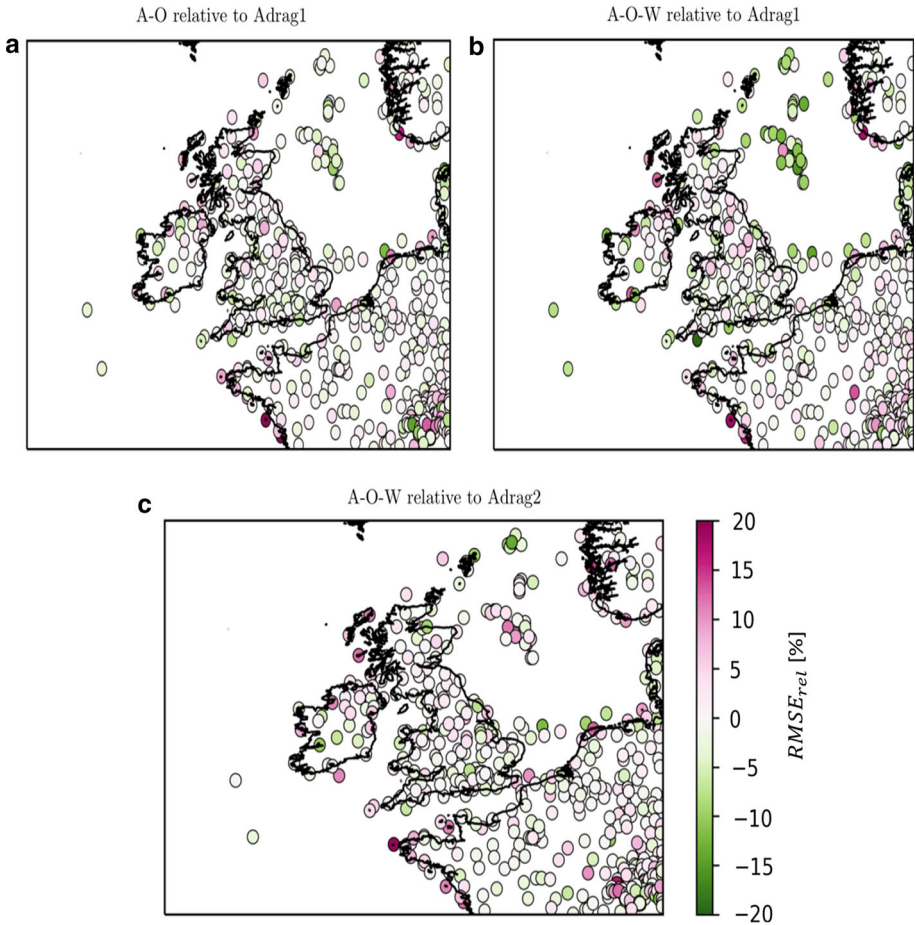 A-O relative to Adrag1
A-O-W relative to Adrag1
a
b
A-O-W relative to Adrag2
c
20
15
10
5
0
−5
−10
−15
−20
RMSE_rel [%]